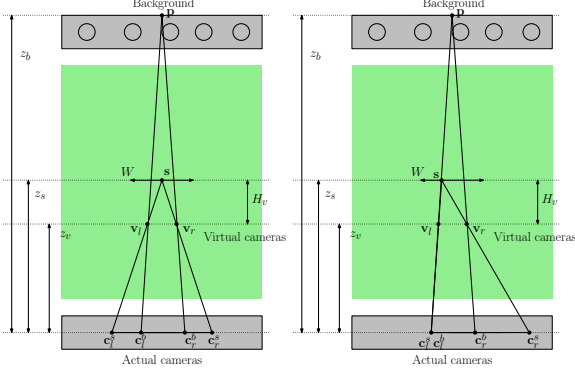 Background
p
z_b
W
s
z_s
H_v
v_l
v_r
z_v
Virtual cameras
c_l^s c_l^b c_r^b c_r^s
Actual cameras
Background
p
z_b
W
s
z_s
H_v
v_l
v_r
z_v
Virtual cameras
c_l^s c_l^b c_r^b c_r^s
Actual cameras